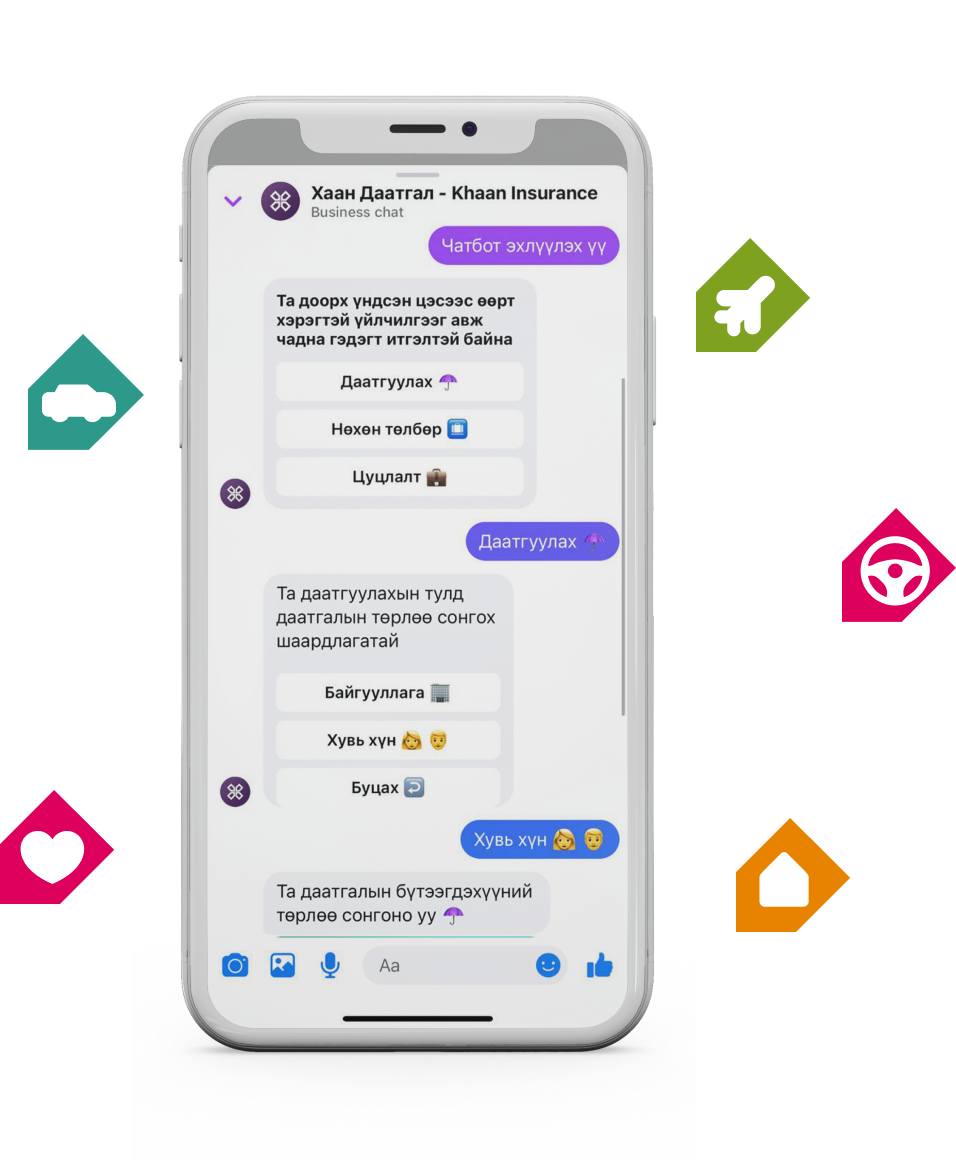 Хаан Даатгал - Khaan Insurance
Business chat
Чатбот эхлүүлэх үү
Та доорх үндсэн цэсээс өөрт
хэрэгтэй үйлчилгээг авж
чадна гэдэгт итгэлтэй байна
Даатгуулах ☂
Нөхөн төлбөр 🛄
Цуцлалт 💼
Даатгуулах ☂
Та даатгуулахын тулд
даатгалын төрлөө сонгох
шаардлагатай
Байгууллага 🏢
Хувь хүн 👩 👨
Буцах ↩
Хувь хүн 👩 👨
Та даатгалын бүтээгдэхүүний
төрлөө сонгоно уу ☂
Aa